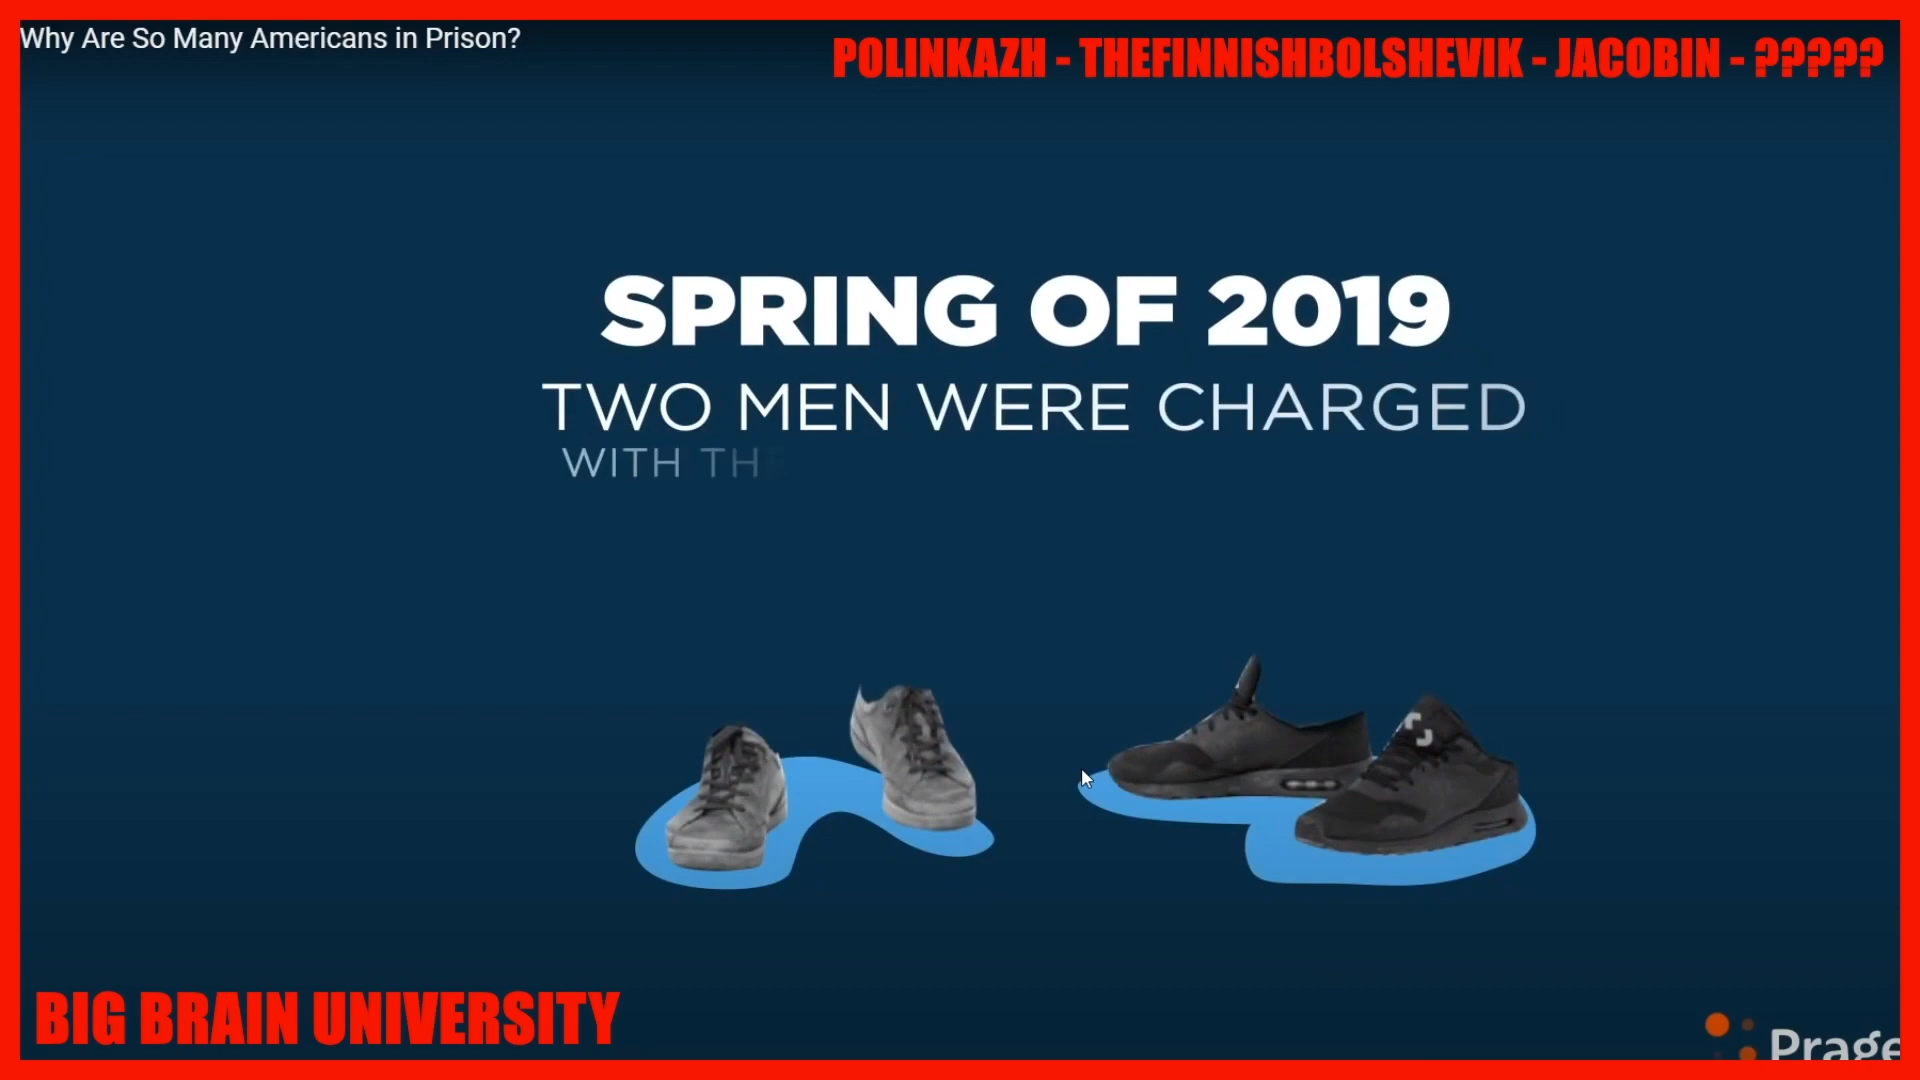 Why Are So Many Americans in Prison?
POLINKAZH - THEFINNISHBOLSHEVIK - JACOBIN - ?????
SPRING OF 2019
TWO MEN WERE CHARGED
WITH TH
BIG BRAIN UNIVERSITY
Prage